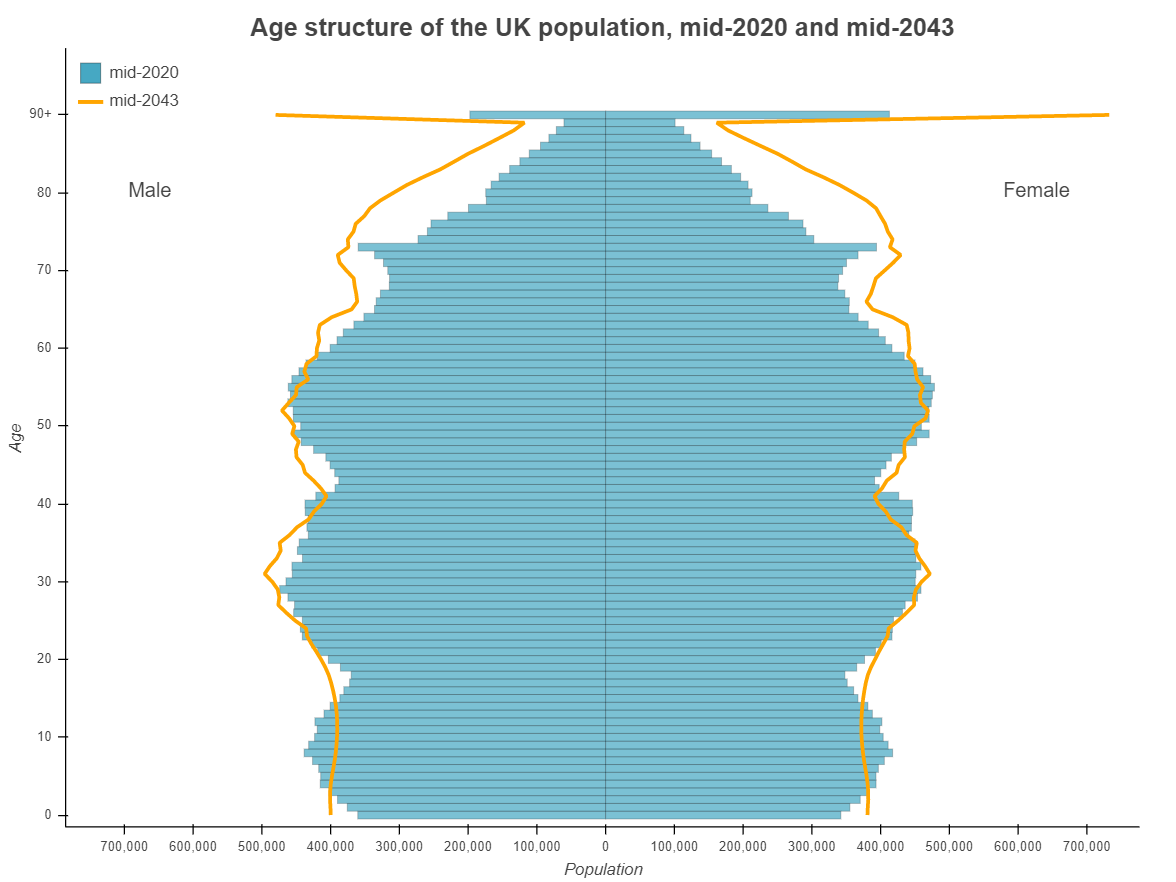 Age structure of the UK population, mid-2020 and mid-2043
mid-2020
mid-2043
90+
80
70
60
50
40
30
20
10
0
Age
Male
Female
700,000 600,000 500,000 400,000 300,000 200,000 100,000 0 100,000 200,000 300,000 400,000 500,000 600,000 700,000
Population